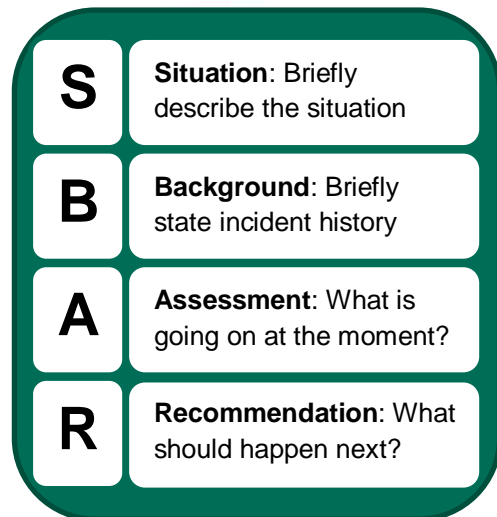 S
Situation: Briefly
describe the situation
B
Background: Briefly
state incident history
A
Assessment: What is
going on at the moment?
R
Recommendation: What
should happen next?